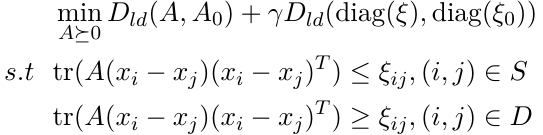 min D_{ld}(A, A_0) + γD_{ld}(diag(ξ), diag(ξ_0))
A⪰0
s.t tr(A(x_i − x_j)(x_i − x_j)^T) ≤ ξ_{ij}, (i, j) ∈ S
tr(A(x_i − x_j)(x_i − x_j)^T) ≥ ξ_{ij}, (i, j) ∈ D